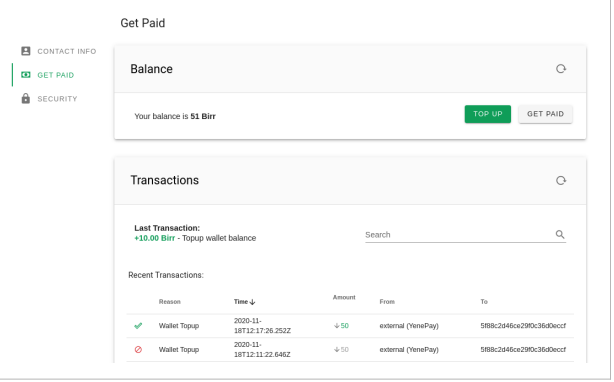 Get Paid
CONTACT INFO
GET PAID
SECURITY
Balance
Your balance is 51 Birr
TOP UP
GET PAID
Transactions
Last Transaction:
+10.00 Birr - Topup wallet balance
Search
Recent Transactions:
Reason Time Amount From To
Wallet Topup 2020-11-18T12:17:26.252Z 50 external (YenePay) 5f88c2d46ce29f0c36d0eccf
Wallet Topup 2020-11-18T12:11:22.646Z 50 external (YenePay) 5f88c2d46ce29f0c36d0eccf